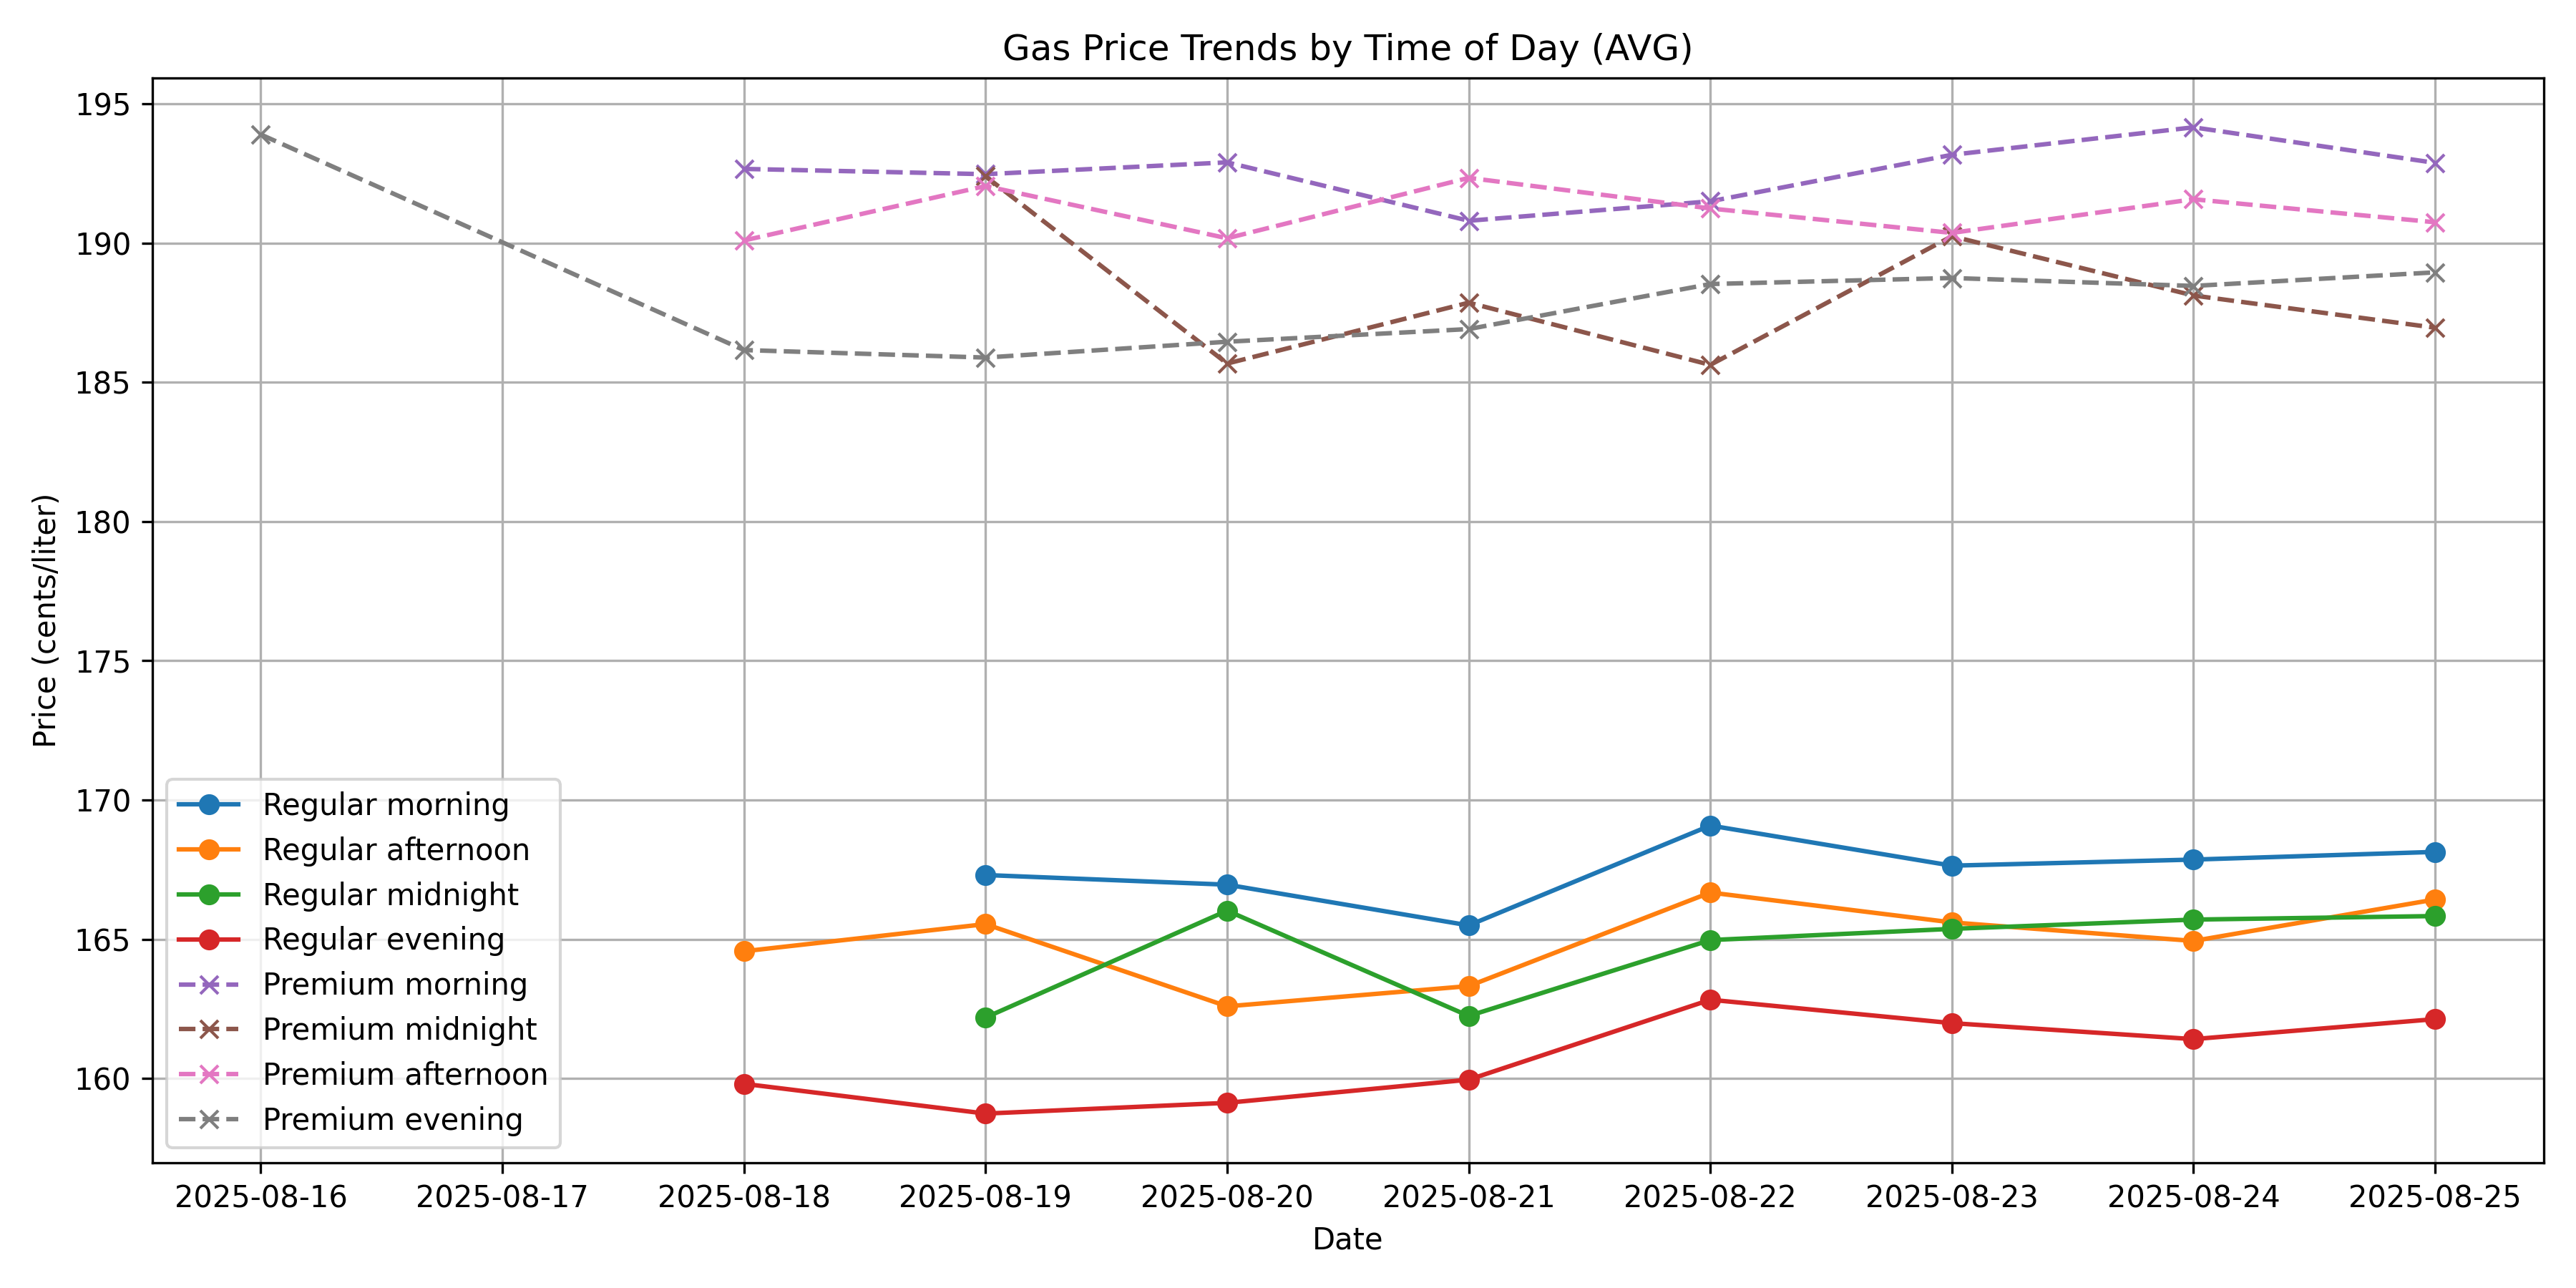 Gas Price Trends by Time of Day (AVG)
Price (cents/liter)
195
190
185
180
175
170
165
160
Regular morning
Regular afternoon
Regular midnight
Regular evening
Premium morning
Premium midnight
Premium afternoon
Premium evening
2025-08-16 2025-08-17 2025-08-18 2025-08-19 2025-08-20 2025-08-21 2025-08-22 2025-08-23 2025-08-24 2025-08-25
Date